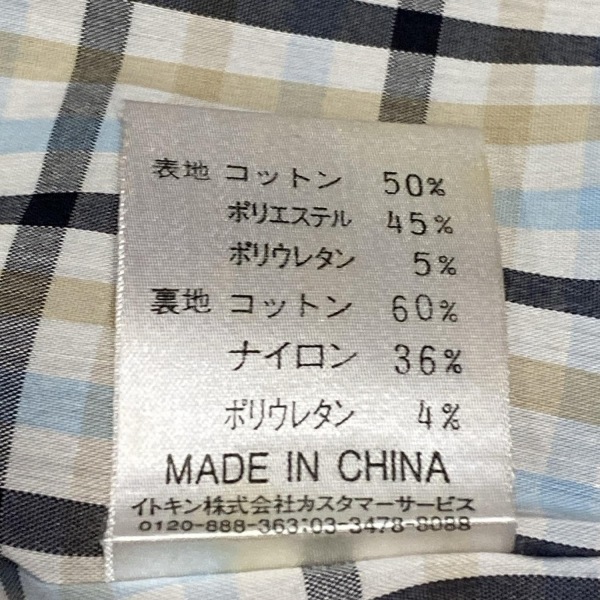 表地 コットン 50%
ポリエステル 45%
ポリウレタン 5%
裏地 コットン 60%
ナイロン 36%
ポリウレタン 4%
MADE IN CHINA
イトキン株式会社カスタマーサービス
0120-888-363:03-3478-8088